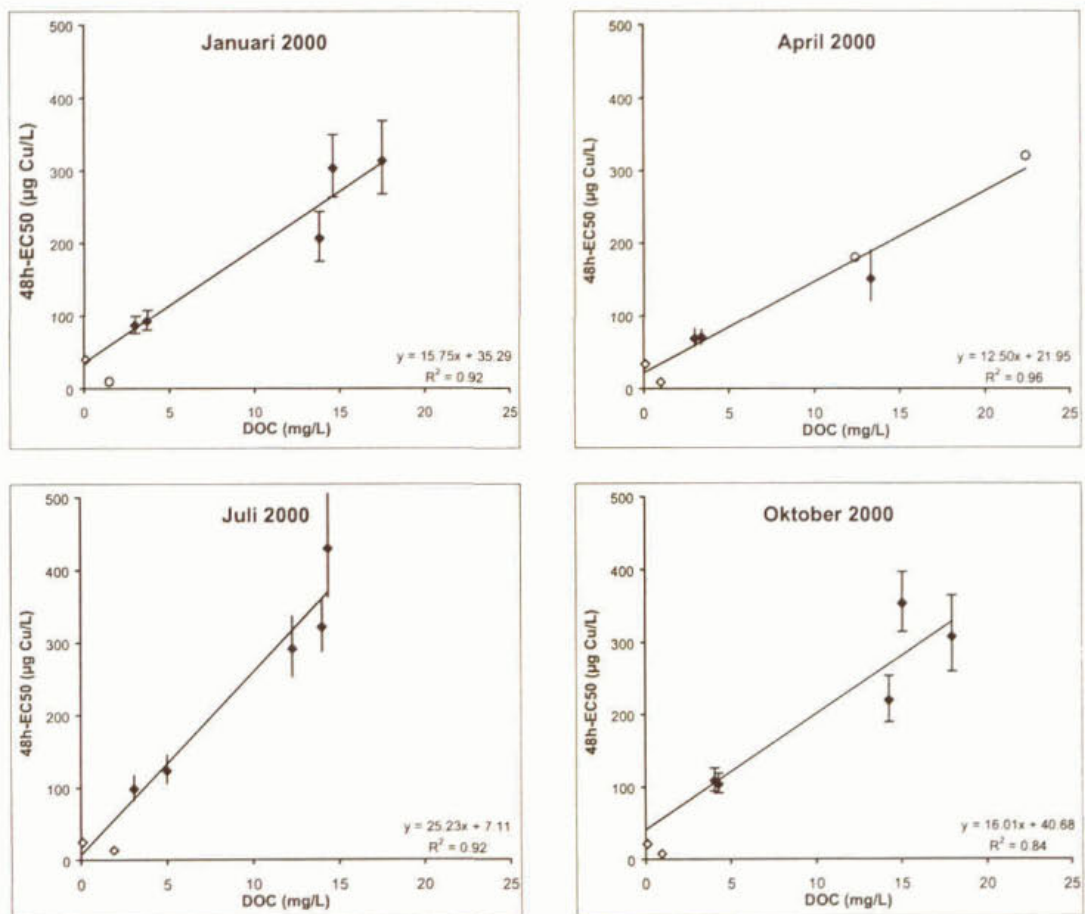 Januari 2000
48h-EC50 (µg Cu/L)
500
400
300
200
100
0
0 5 10 15 20 25
DOC (mg/L)
y = 15.75x + 35.29
R² = 0.92
April 2000
48h-EC50 (µg Cu/L)
500
400
300
200
100
0
0 5 10 15 20 25
DOC (mg/L)
y = 12.50x + 21.95
R² = 0.96
Juli 2000
48h-EC50 (µg Cu/L)
500
400
300
200
100
0
0 5 10 15 20 25
DOC (mg/L)
y = 25.23x + 7.11
R² = 0.92
Oktober 2000
48h-EC50 (µg Cu/L)
500
400
300
200
100
0
0 5 10 15 20 25
DOC (mg/L)
y = 16.01x + 40.68
R² = 0.84